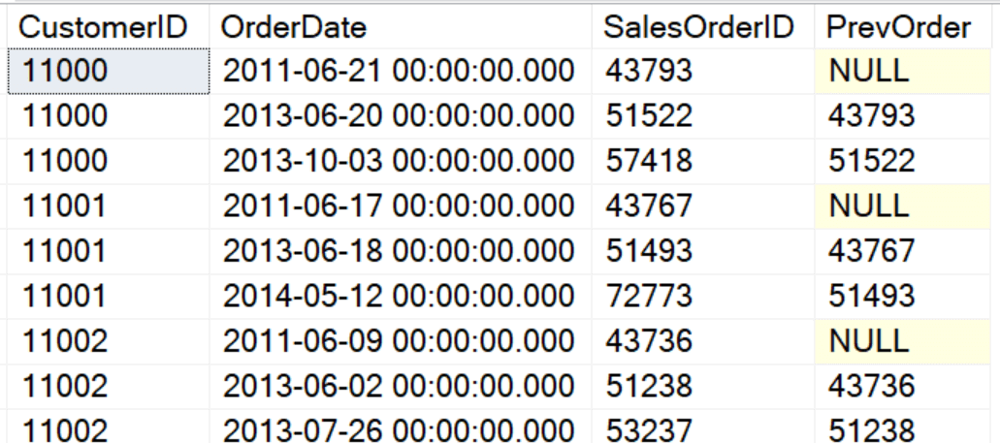 CustomerID OrderDate SalesOrderID PrevOrder
11000 2011-06-21 00:00:00.000 43793 NULL
11000 2013-06-20 00:00:00.000 51522 43793
11000 2013-10-03 00:00:00.000 57418 51522
11001 2011-06-17 00:00:00.000 43767 NULL
11001 2013-06-18 00:00:00.000 51493 43767
11001 2014-05-12 00:00:00.000 72773 51493
11002 2011-06-09 00:00:00.000 43736 NULL
11002 2013-06-02 00:00:00.000 51238 43736
11002 2013-07-26 00:00:00.000 53237 51238